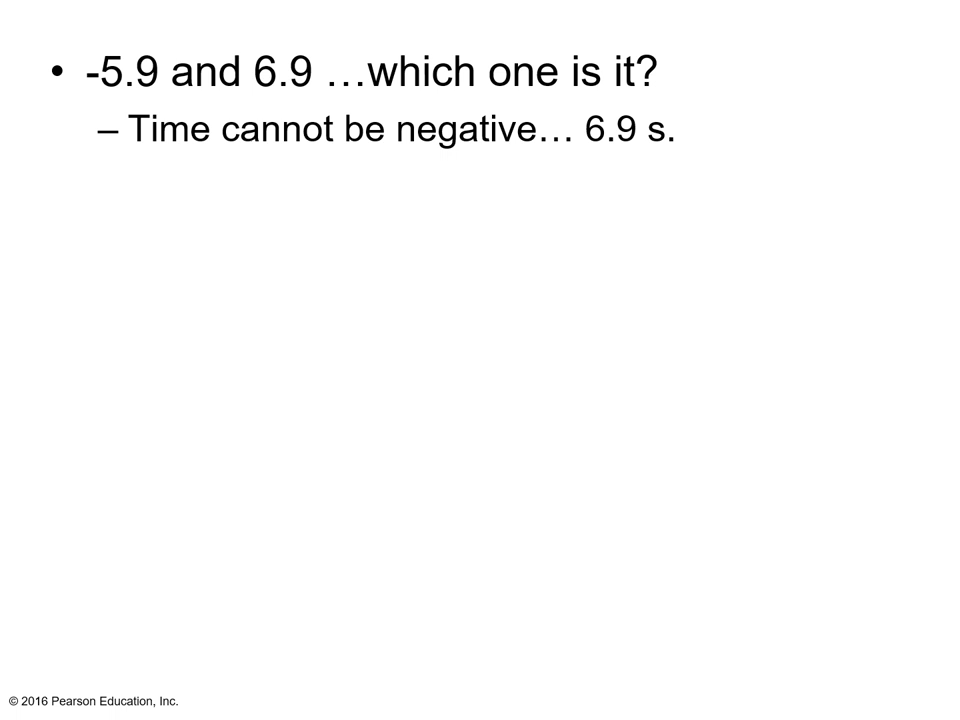 • -5.9 and 6.9 …which one is it?
– Time cannot be negative… 6.9 s.
© 2016 Pearson Education, Inc.